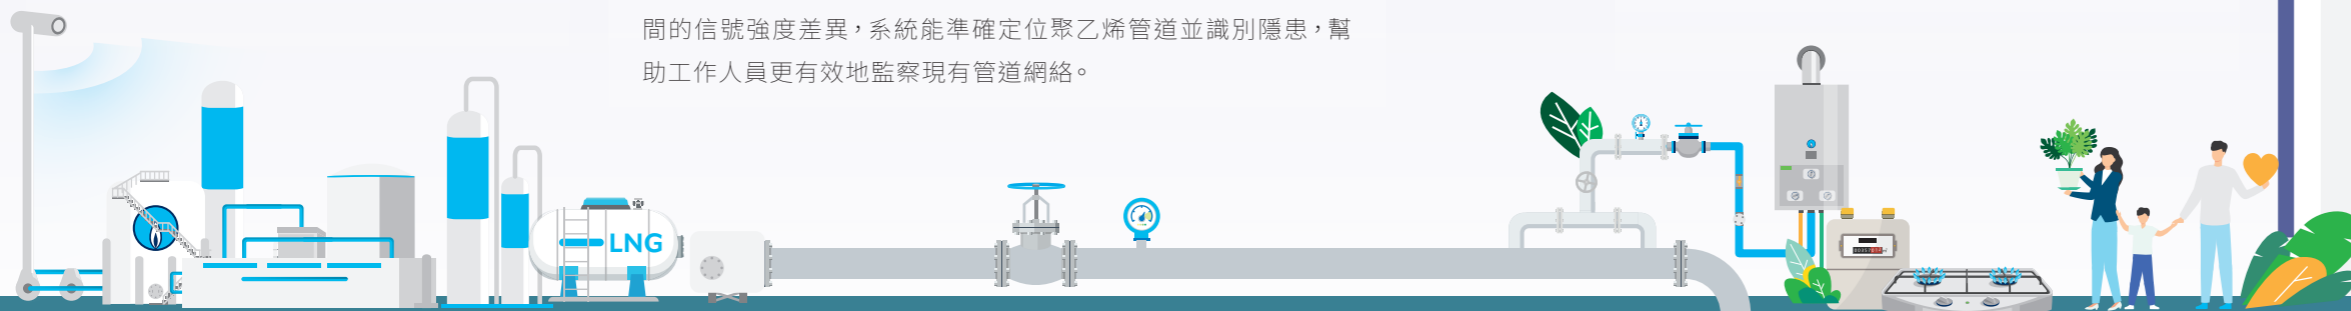 間的信號強度差異，系統能準確定位聚乙烯管道並識別隱患，幫
助工作人員更有效地監察現有管道網絡。
LNG